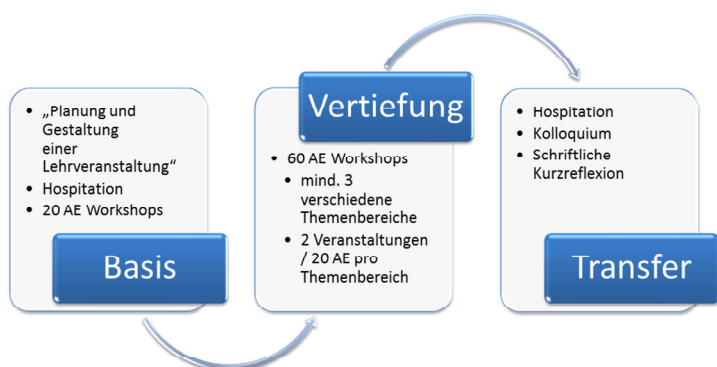 • „Planung und
Gestaltung
einer
Lehrveranstaltung“
• Hospitation
• 20 AE Workshops
Basis
Vertiefung
• 60 AE Workshops
• mind. 3
verschiedene
Themenbereiche
• 2 Veranstaltungen
/ 20 AE pro
Themenbereich
• Hospitation
• Kolloquium
• Schriftliche
Kurzreflexion
Transfer